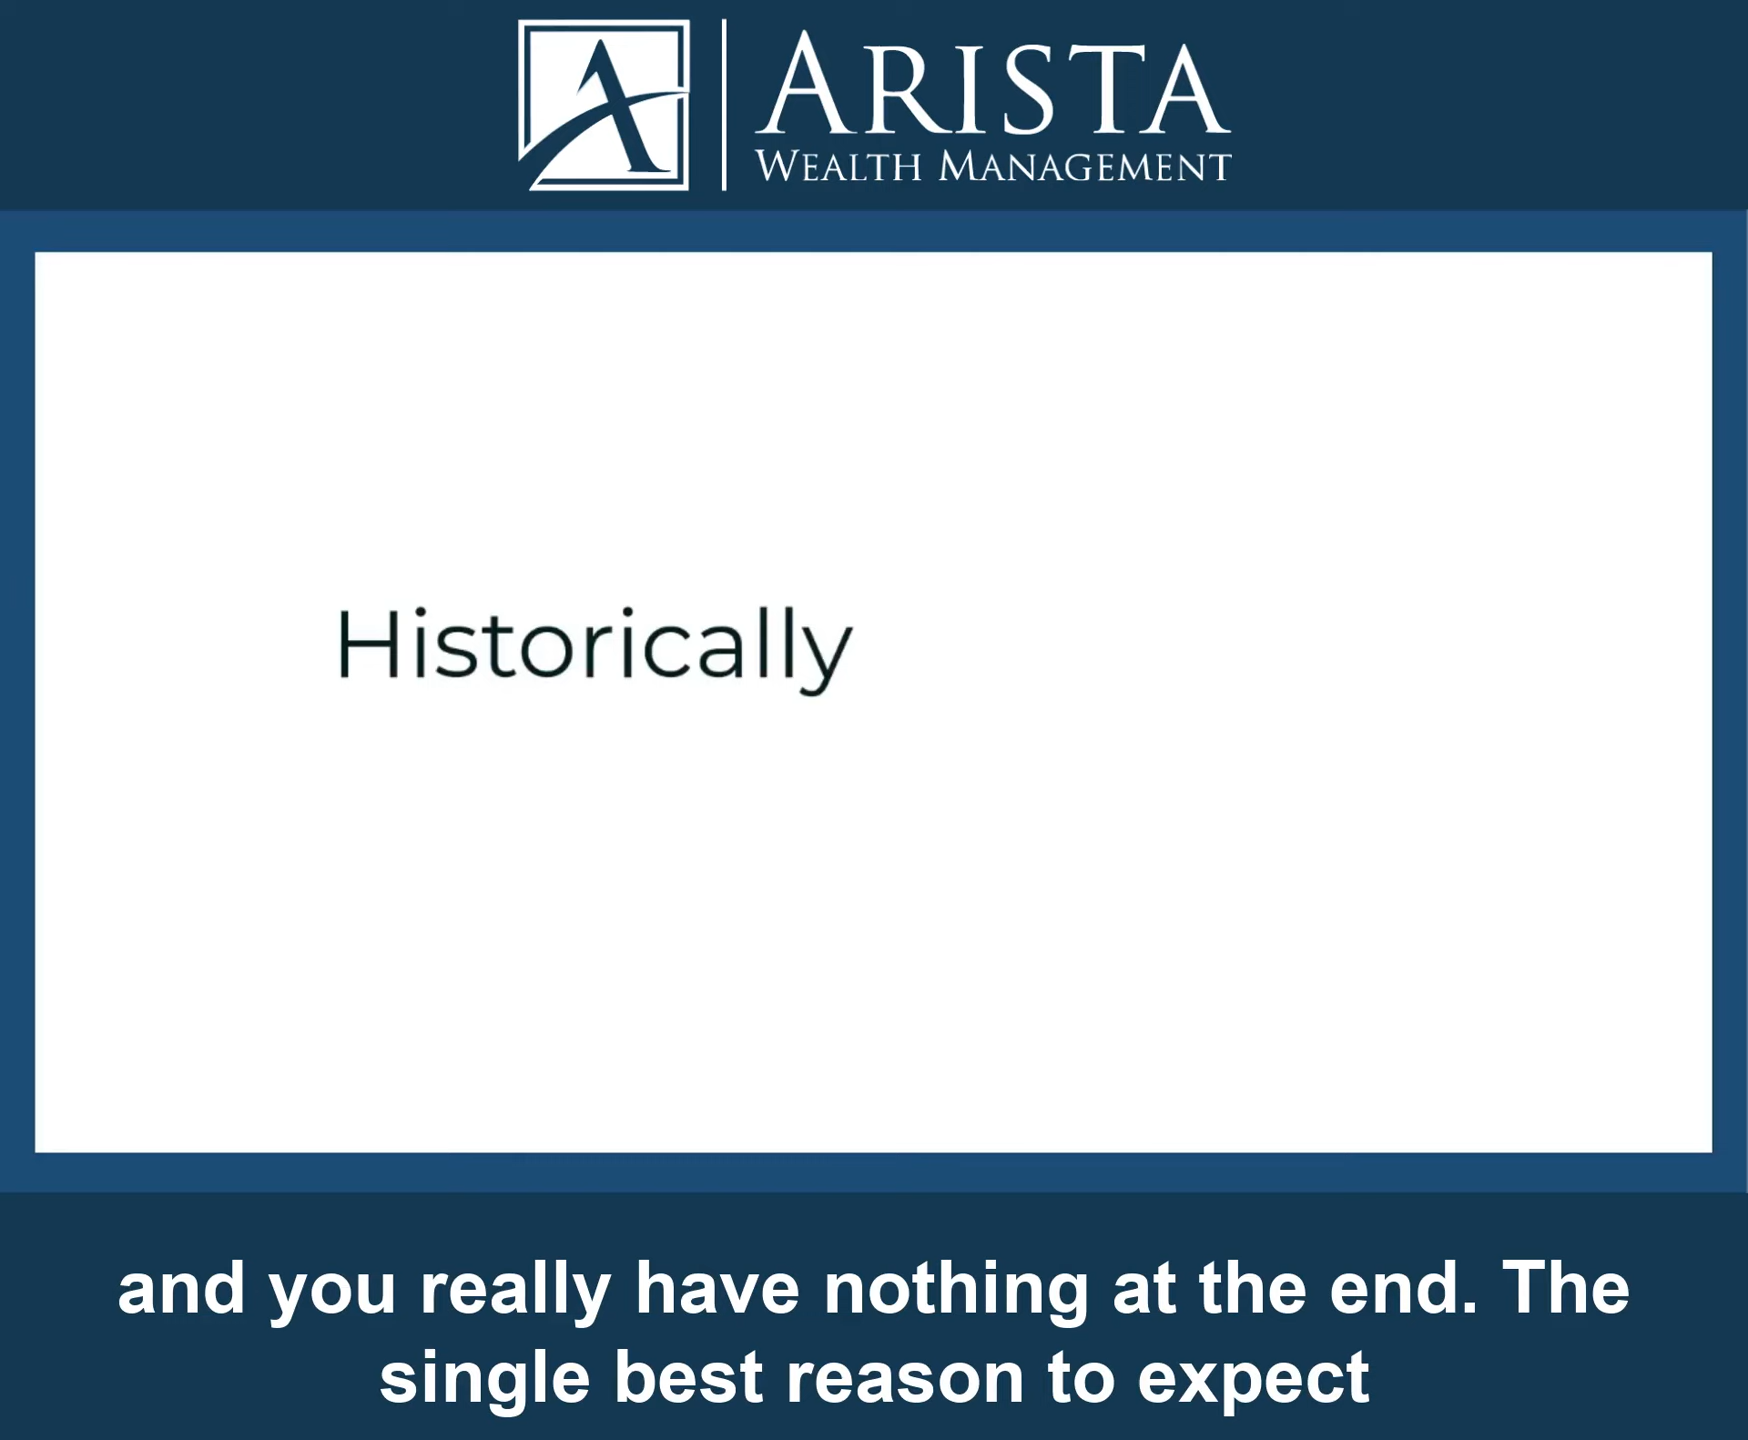 ARISTA
WEALTH MANAGEMENT
Historically
and you really have nothing at the end. The
single best reason to expect